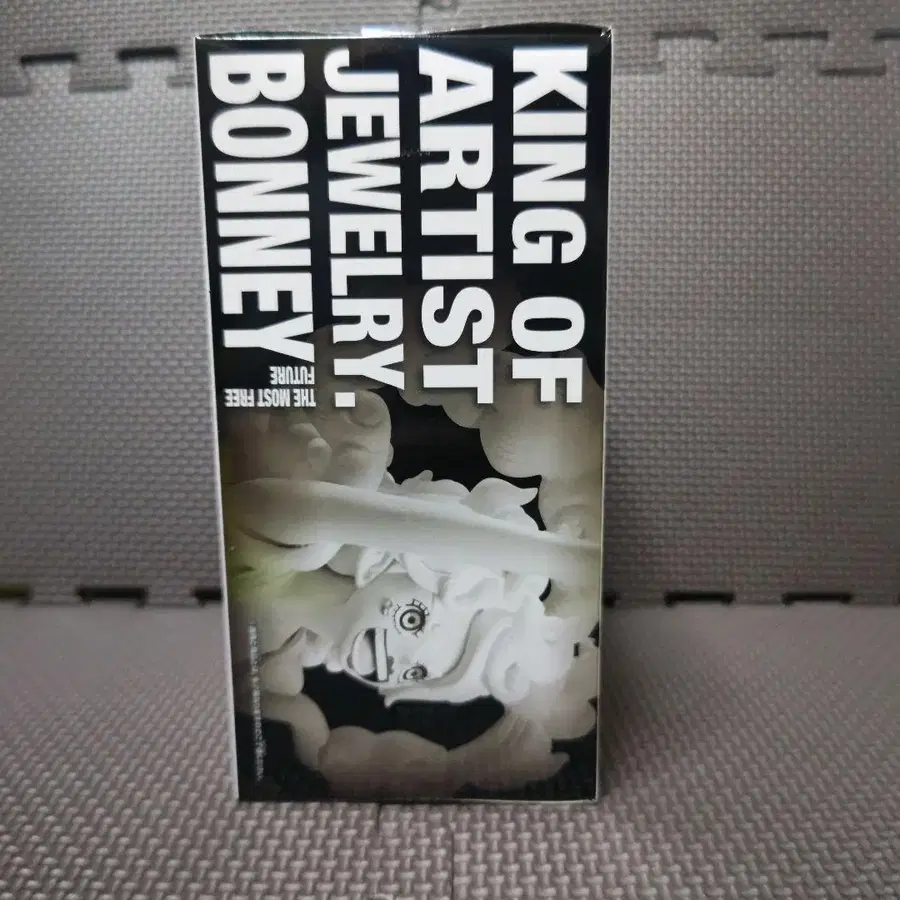 KING OF
ARTIST
JEWELRY.
BONNEY
THE MOST FREE
FUTURE